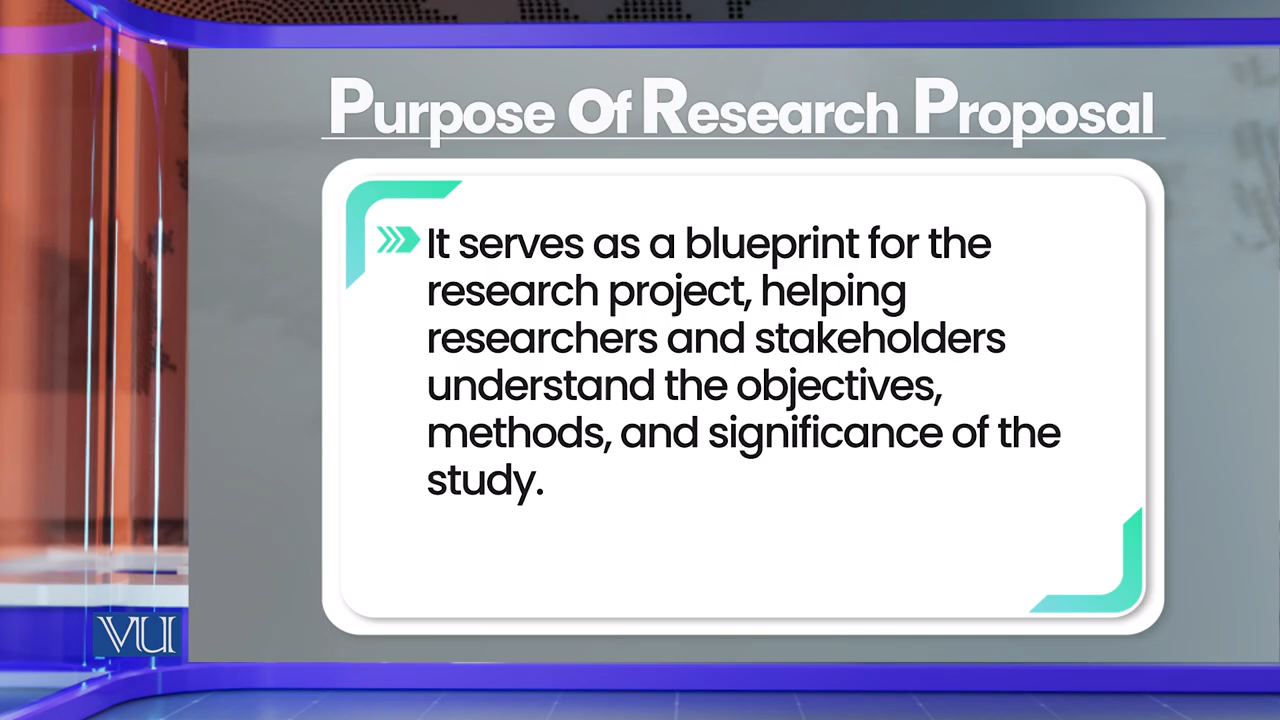 Purpose Of Research Proposal
It serves as a blueprint for the
research project, helping
researchers and stakeholders
understand the objectives,
methods, and significance of the
study.
VU